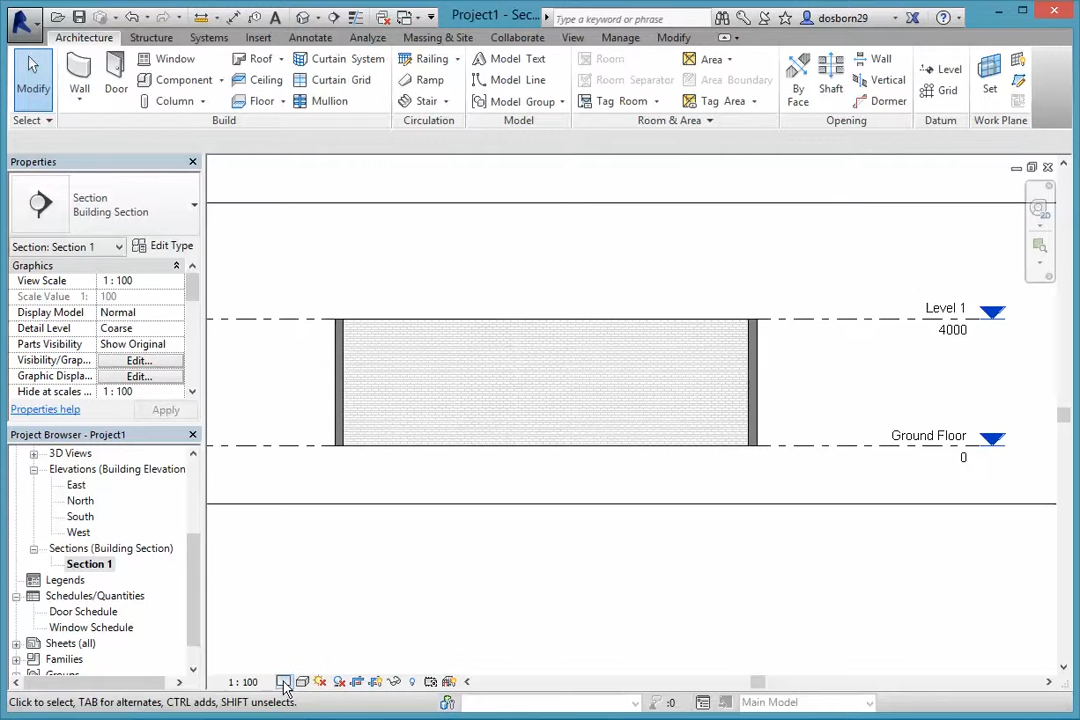 Project1 - Sec...
Type a keyword or phrase
dosborn29
Architecture Structure Systems Insert Annotate Analyze Massing & Site Collaborate View Manage Modify
Modify
Wall
Door
Window
Component
Column
Roof
Ceiling
Floor
Curtain System
Curtain Grid
Mullion
Railing
Ramp
Stair
Model Text
Model Line
Model Group
Room
Room Separator
Tag Room
Area
Area Boundary
Tag Area
By Face
Shaft
Wall
Vertical
Dormer
Level
Grid
Set
Select Build Circulation Model Room & Area Opening Datum Work Plane
Properties
Section
Building Section
Section: Section 1 Edit Type
Graphics
View Scale 1 : 100
Scale Value 1: 100
Display Model Normal
Detail Level Coarse
Parts Visibility Show Original
Visibility/Grap... Edit...
Graphic Displa... Edit...
Hide at scales ... 1 : 100
Properties help Apply
Project Browser - Project1
3D Views
Elevations (Building Elevation
East
North
South
West
Sections (Building Section)
Section 1
Legends
Schedules/Quantities
Door Schedule
Window Schedule
Sheets (all)
Families
Groups
2D
Level 1
4000
Ground Floor
0
1 : 100
Click to select, TAB for alternates, CTRL adds, SHIFT unselects.
:0
Main Model